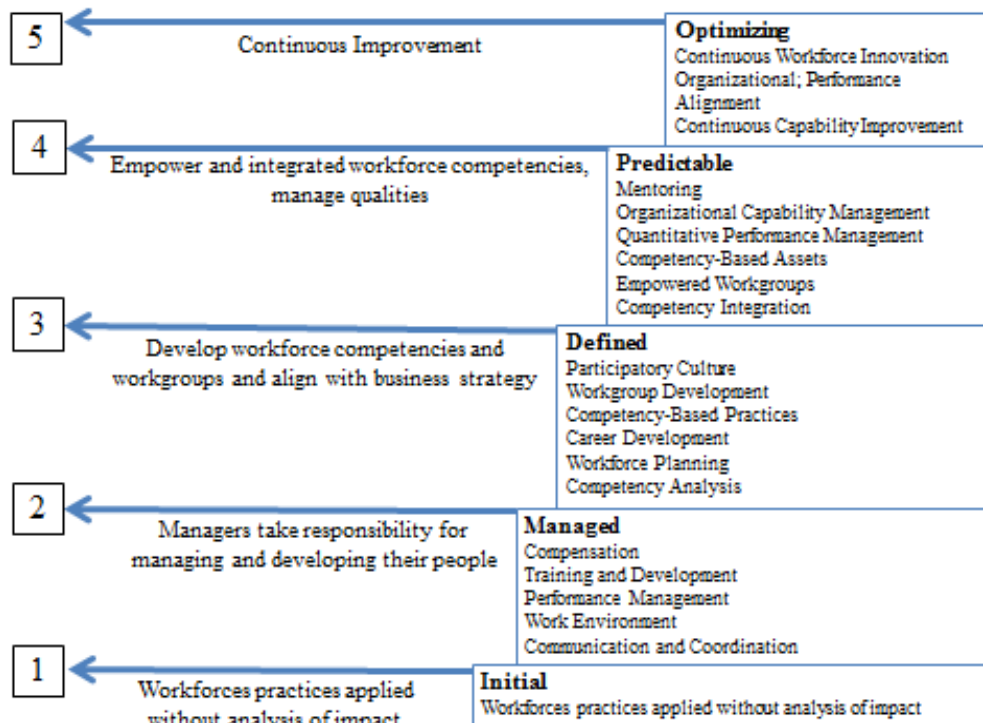 5
Continuous Improvement
Optimizing
Continuous Workforce Innovation
Organizational; Performance
Alignment
Continuous Capability Improvement
4
Empower and integrated workforce competencies,
manage qualities
Predictable
Mentoring
Organizational Capability Management
Quantitative Performance Management
Competency-Based Assets
Empowered Workgroups
Competency Integration
3
Develop workforce competencies and
workgroups and align with business strategy
Defined
Participatory Culture
Workgroup Development
Competency-Based Practices
Career Development
Workforce Planning
Competency Analysis
2
Managers take responsibility for
managing and developing their people
Managed
Compensation
Training and Development
Performance Management
Work Environment
Communication and Coordination
1
Workforces practices applied
without analysis of impact
Initial
Workforces practices applied without analysis of impact